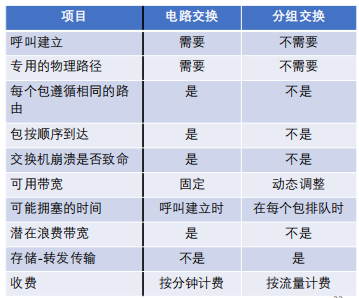 项目 电路交换 分组交换
呼叫建立 需要 不需要
专用的物理路径 需要 不需要
每个包遵循相同的路 是 不是
由
包按顺序到达 是 不是
交换机崩溃是否致命 是 不是
可用带宽 固定 动态调整
可能拥塞的时间 呼叫建立时 在每个包排队时
潜在浪费带宽 是 不是
存储-转发传输 不是 是
收费 按分钟计费 按流量计费